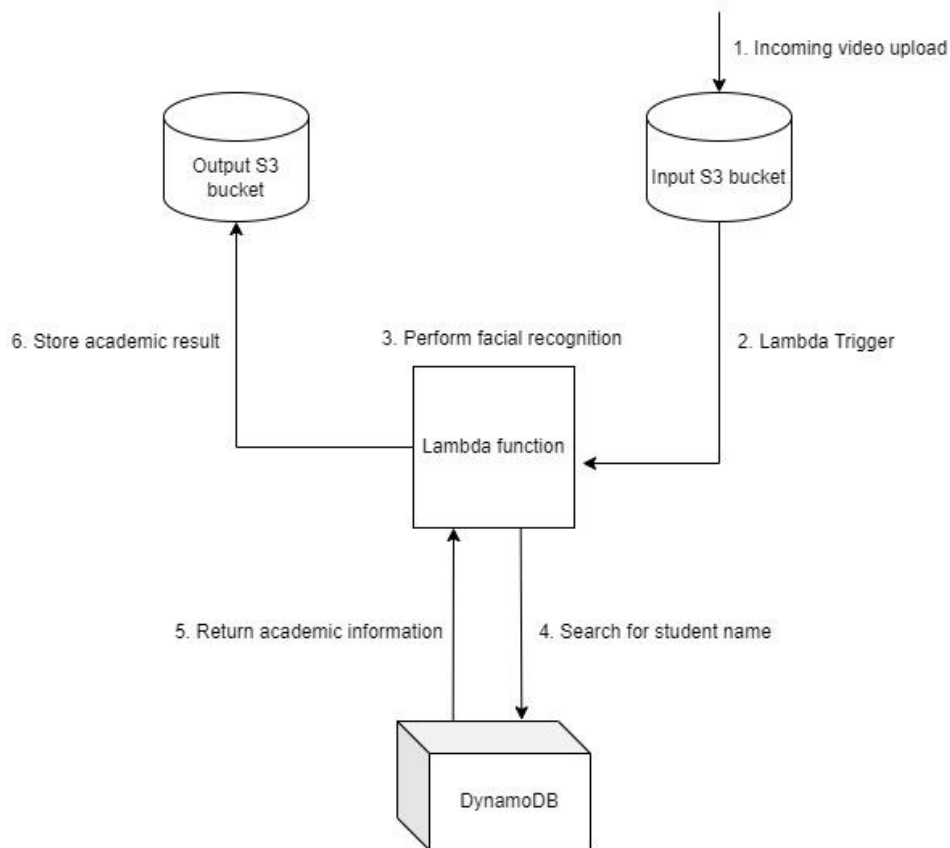 1. Incoming video upload
Output S3
bucket
Input S3 bucket
6. Store academic result
3. Perform facial recognition
2. Lambda Trigger
Lambda function
5. Return academic information
4. Search for student name
DynamoDB